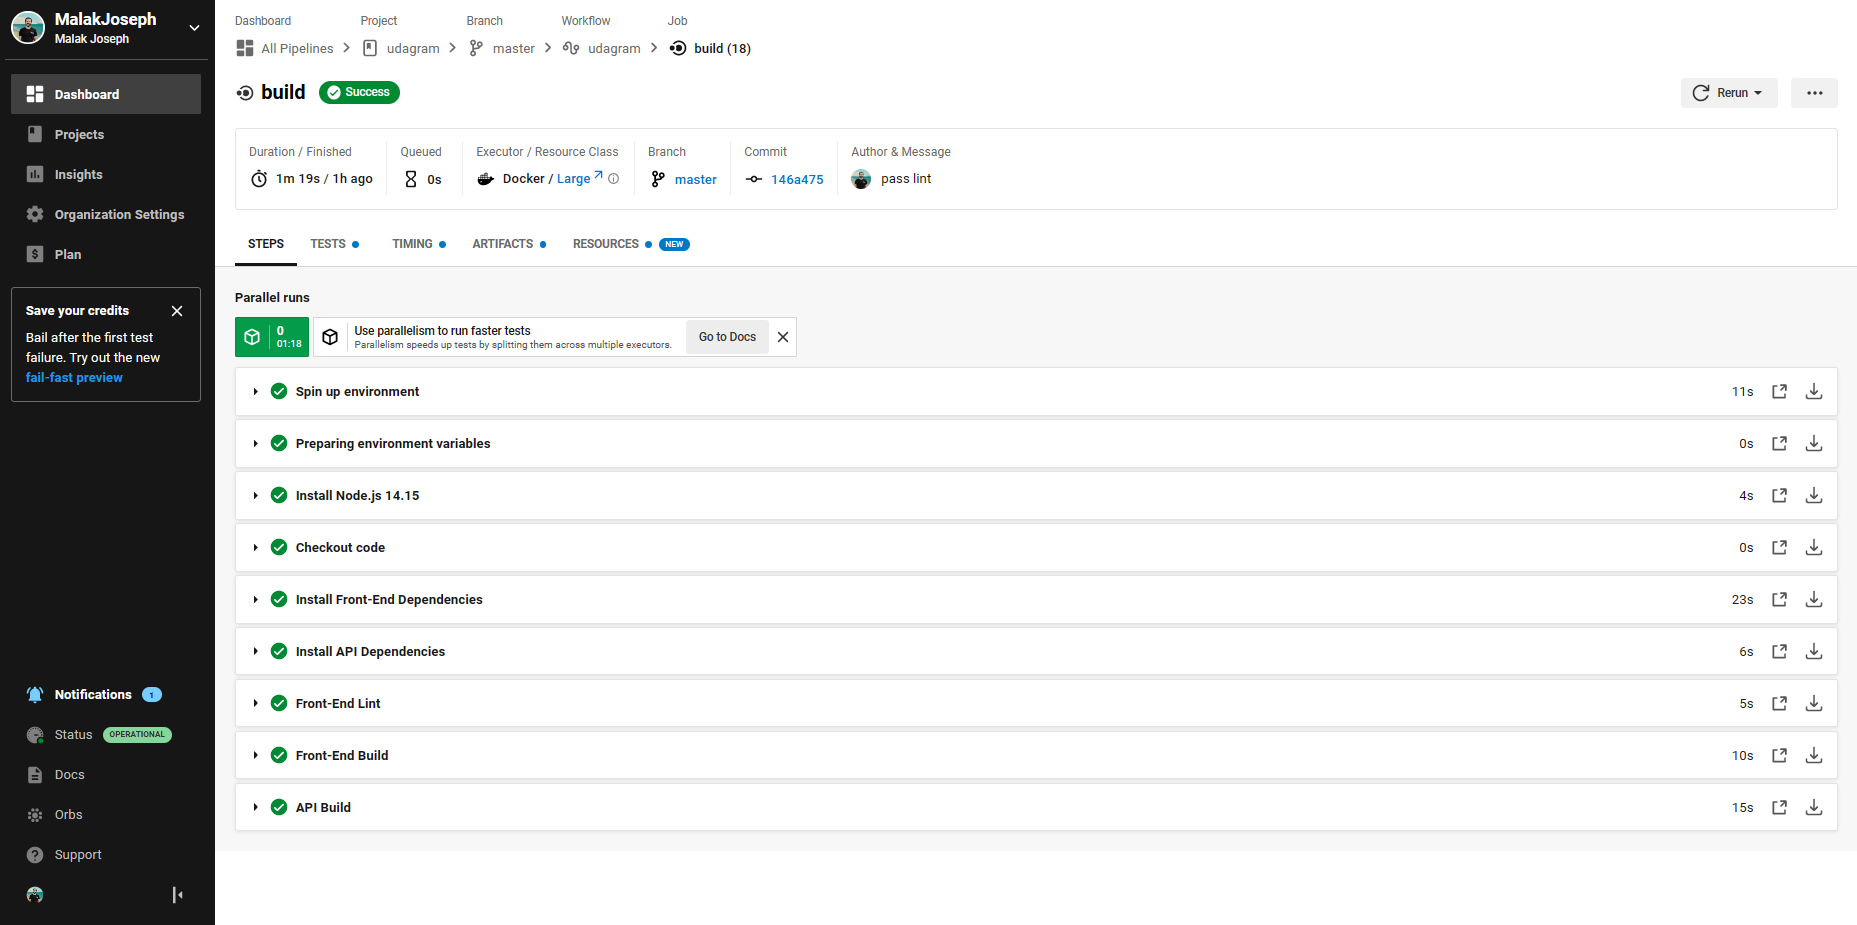 MalakJoseph
Malak Joseph
Dashboard
Projects
Insights
Organization Settings
Plan
Save your credits
Bail after the first test
failure. Try out the new
fail-fast preview
Notifications 1
Status OPERATIONAL
Docs
Orbs
Support
Dashboard Project Branch Workflow Job
All Pipelines udagram master udagram build (18)
build Success
Rerun
Duration / Finished Queued Executor / Resource Class Branch Commit Author & Message
1m 19s / 1h ago 0s Docker / Large master 146a475 pass lint
STEPS TESTS TIMING ARTIFACTS RESOURCES NEW
Parallel runs
0
01:18
Use parallelism to run faster tests
Parallelism speeds up tests by splitting them across multiple executors.
Go to Docs
Spin up environment 11s
Preparing environment variables 0s
Install Node.js 14.15 4s
Checkout code 0s
Install Front-End Dependencies 23s
Install API Dependencies 6s
Front-End Lint 5s
Front-End Build 10s
API Build 15s